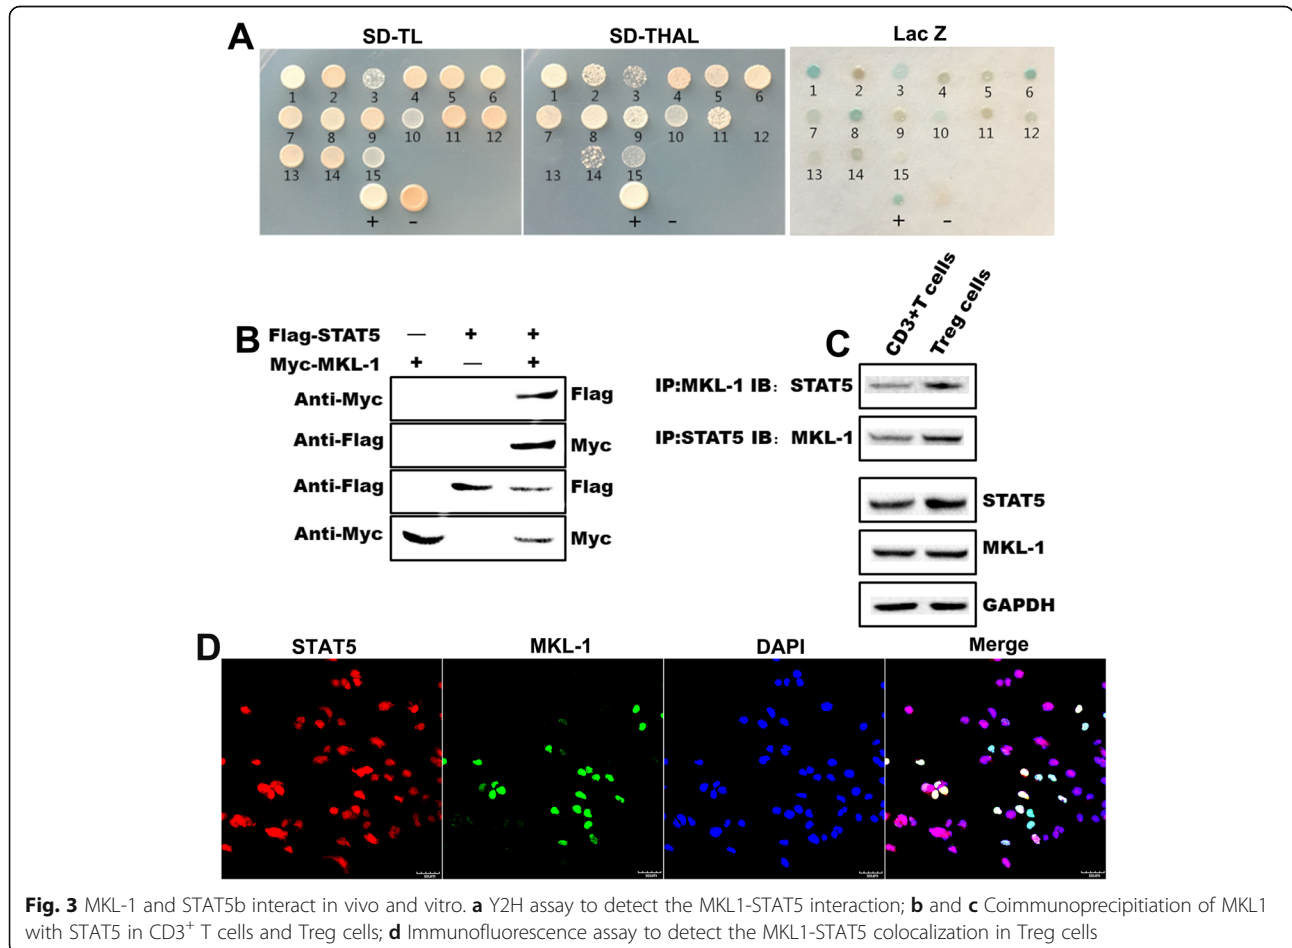 A
SD-TL
SD-THAL
Lac Z
1 2 3 4 5 6
7 8 9 10 11 12
13 14 15
+ −
1 2 3 4 5 6
7 8 9 10 11 12
13 14 15
+ −
1 2 3 4 5 6
7 8 9 10 11 12
13 14 15
+ −
B
Flag-STAT5 — + +
Myc-MKL-1 + — +
Anti-Myc Flag
Anti-Flag Myc
Anti-Flag Flag
Anti-Myc Myc
C
CD3+T cells
Treg cells
IP:MKL-1 IB: STAT5
IP:STAT5 IB: MKL-1
STAT5
MKL-1
GAPDH
D
STAT5
MKL-1
DAPI
Merge
Fig. 3 MKL-1 and STAT5b interact in vivo and vitro. a Y2H assay to detect the MKL1-STAT5 interaction; b and c Coimmunoprecipitiation of MKL1
with STAT5 in CD3⁺ T cells and Treg cells; d Immunofluorescence assay to detect the MKL1-STAT5 colocalization in Treg cells